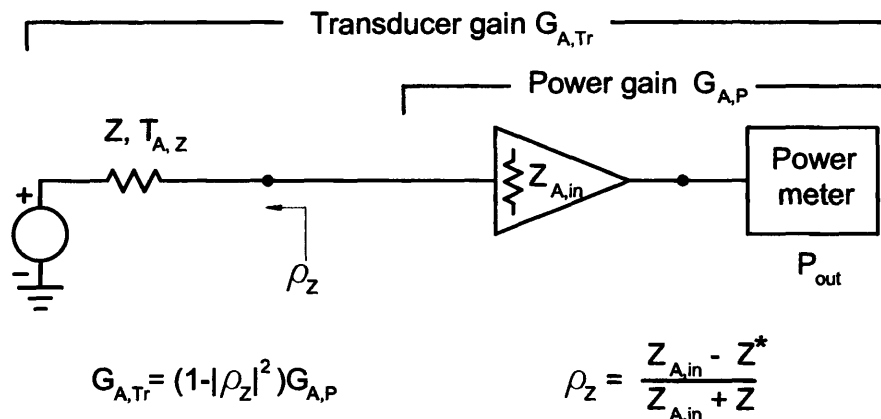 Transducer gain G_A,Tr
Power gain G_A,P
Z, T_A, Z
+
-
Z_A,in
Power
meter
P_out
ρ_Z
G_A,Tr = (1-|ρ_Z|²)G_A,P
ρ_Z = (Z_A,in - Z*) / (Z_A,in + Z)